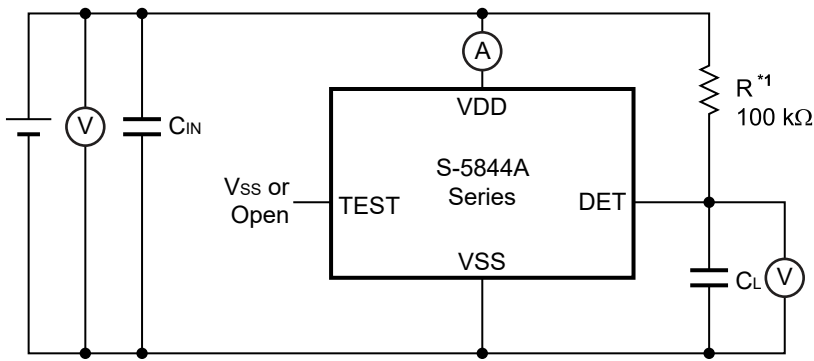 A
V
CIN
VDD
R *1
100 kΩ
S-5844A
Series
VSS or
Open
TEST
DET
VSS
CL
V